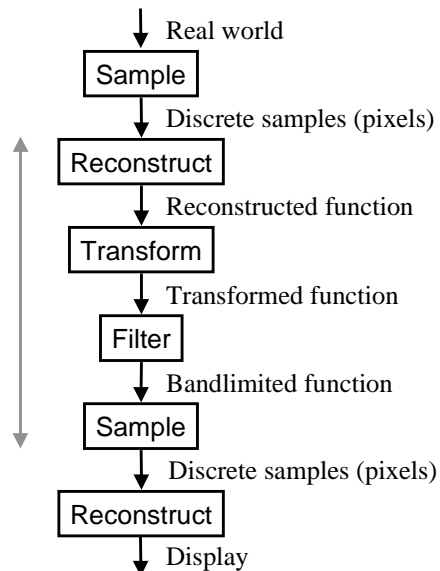 Real world
Sample
Discrete samples (pixels)
Reconstruct
Reconstructed function
Transform
Transformed function
Filter
Bandlimited function
Sample
Discrete samples (pixels)
Reconstruct
Display